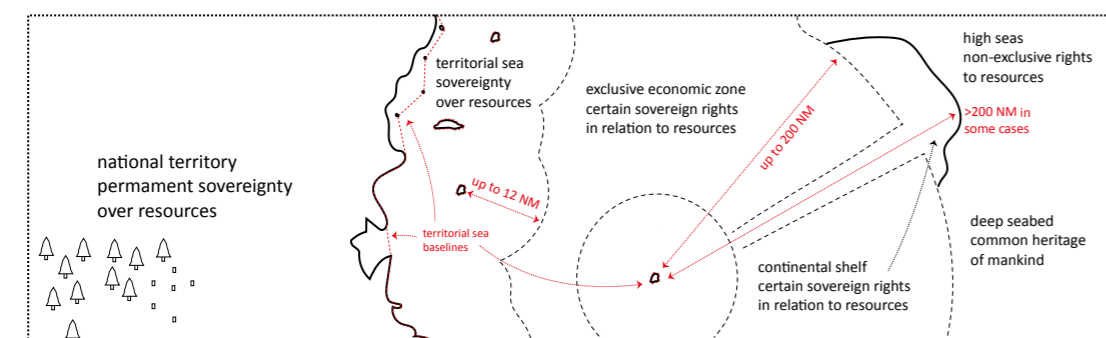 national territory
permament sovereignty
over resources
territorial sea
sovereignty
over resources
up to 12 NM
territorial sea
baselines
exclusive economic zone
certain sovereign rights
in relation to resources
up to 200 NM
continental shelf
certain sovereign rights
in relation to resources
high seas
non-exclusive rights
to resources
>200 NM in
some cases
deep seabed
common heritage
of mankind